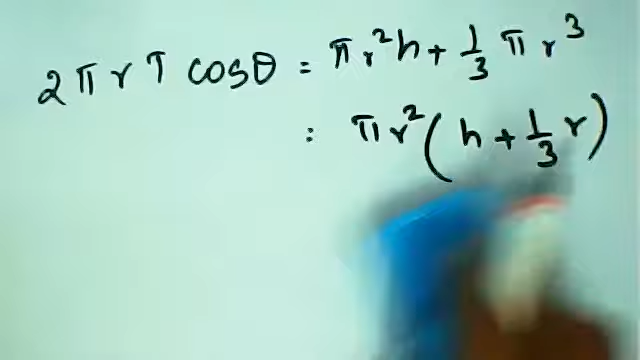 2πrT cosθ = πr²h + 1/3 πr³
: πr² (h + 1/3 r)